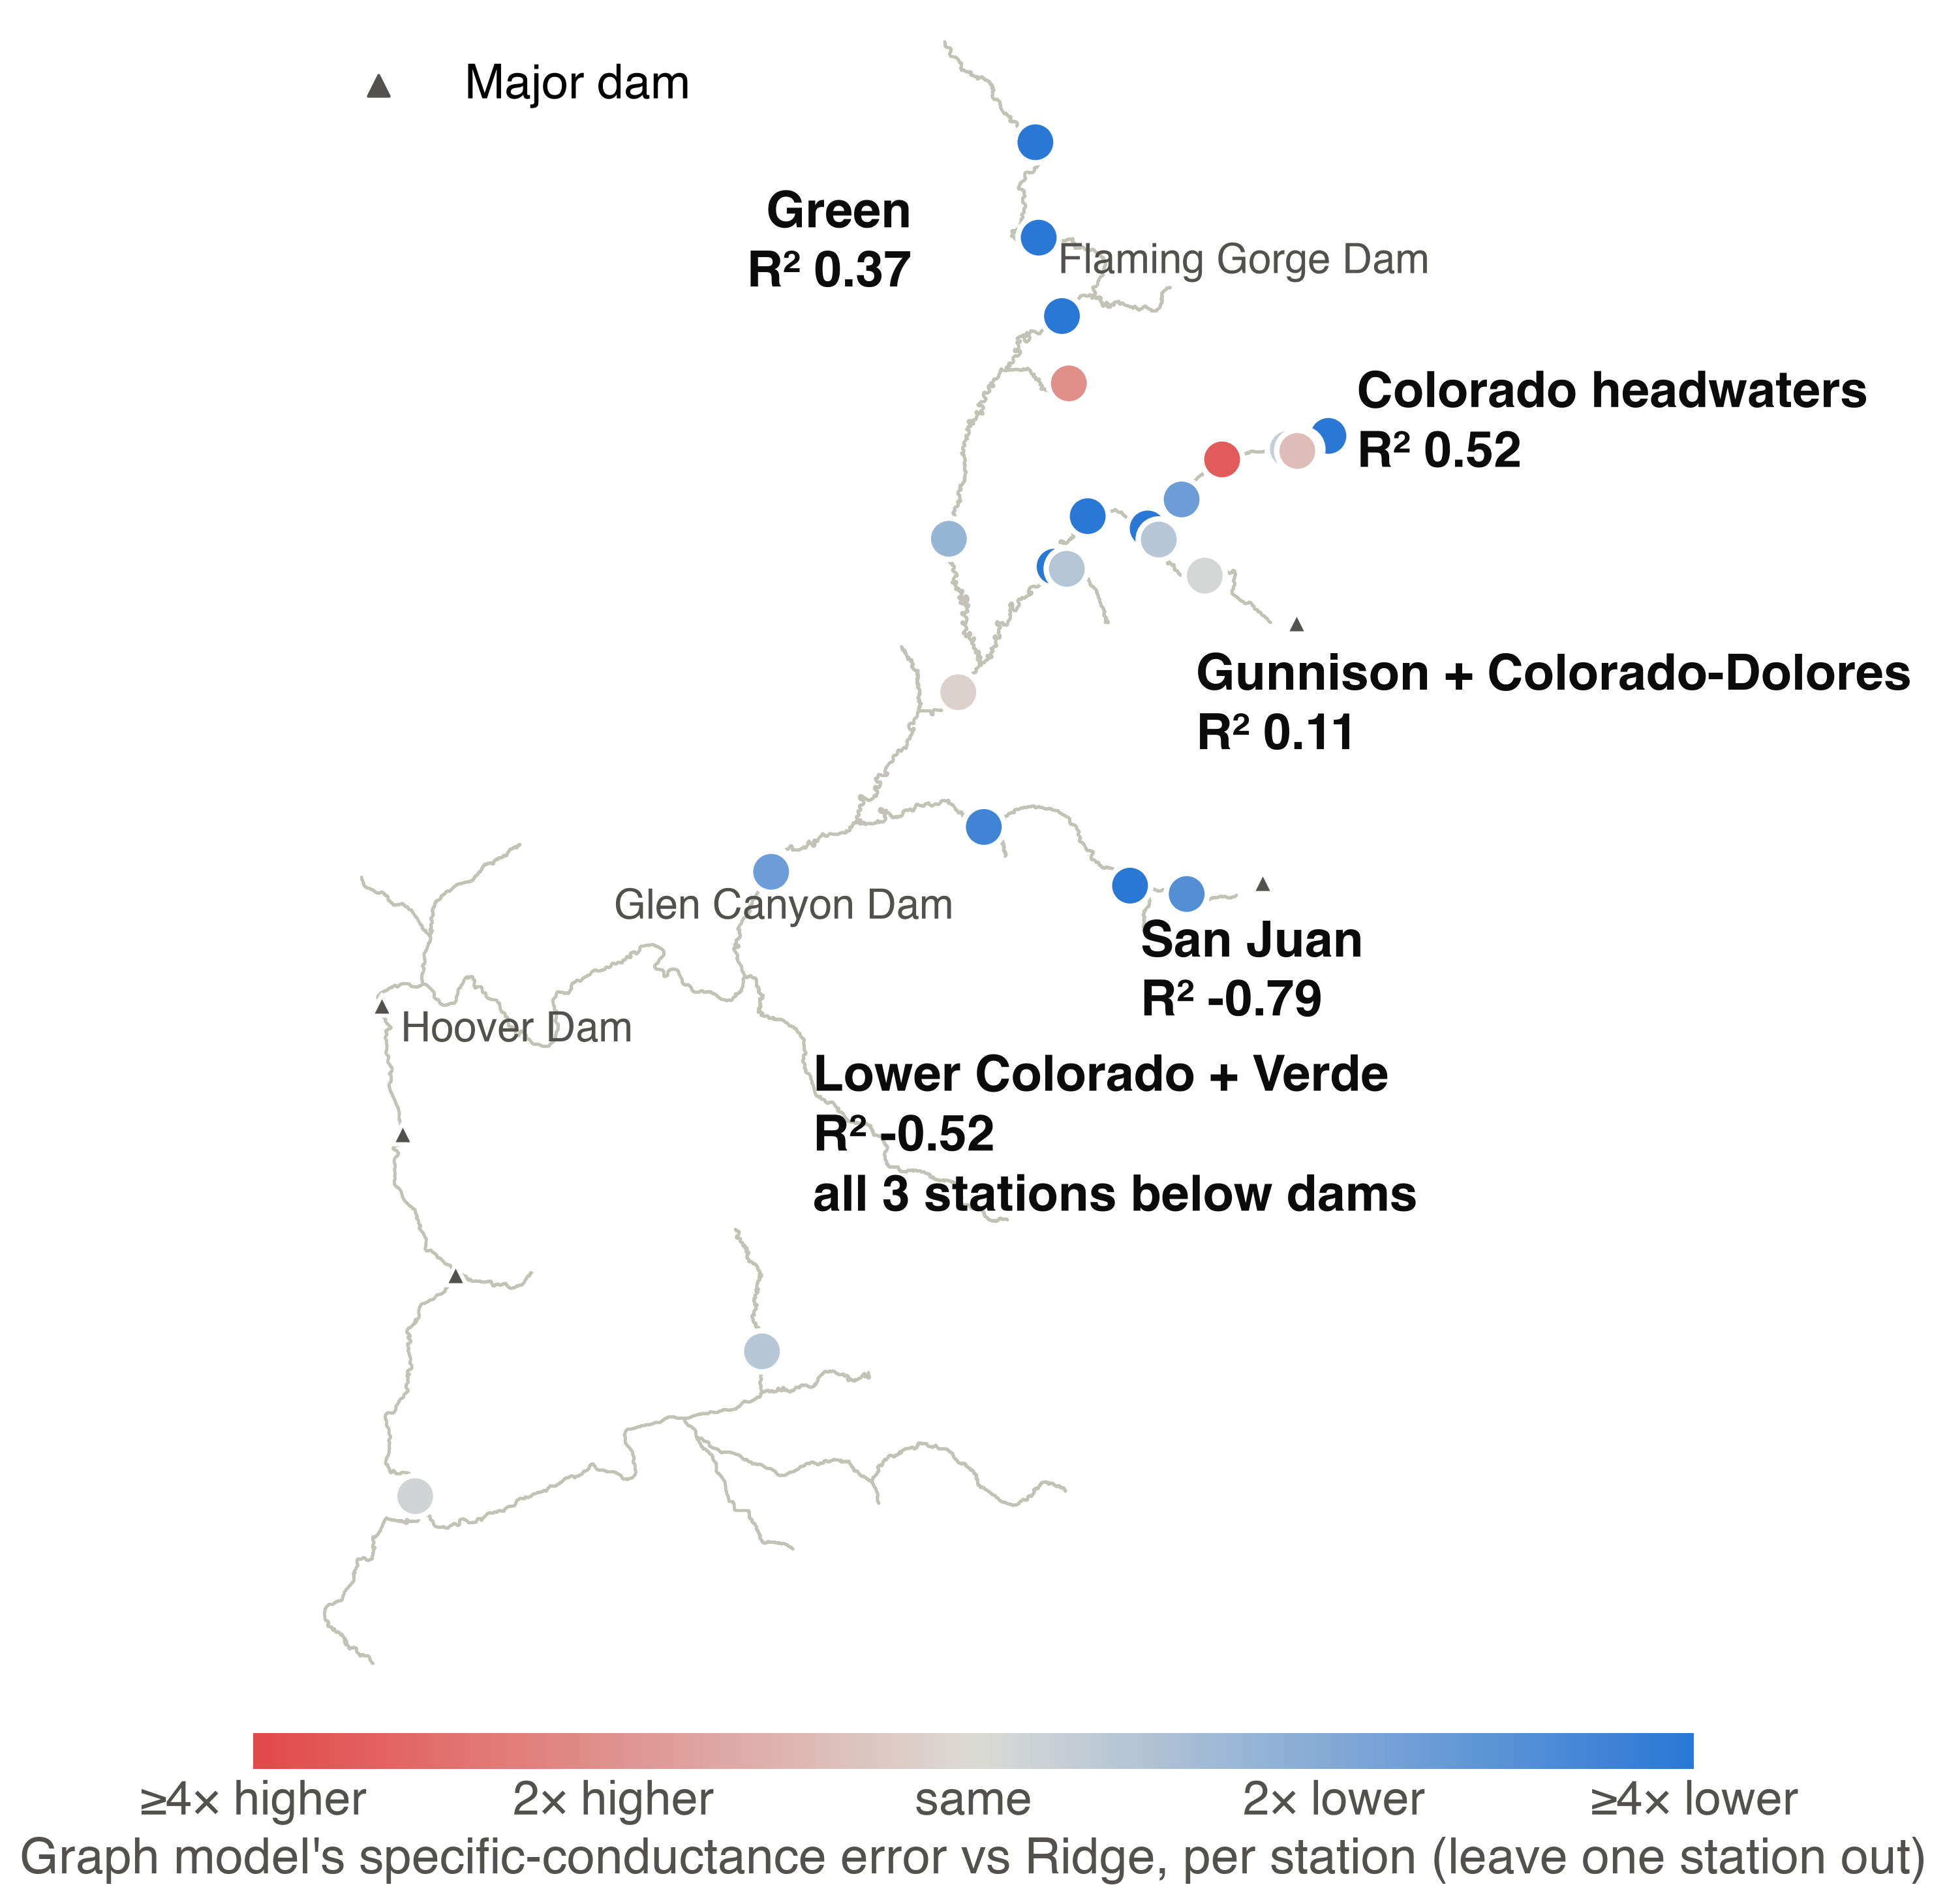 Major dam
Green
R² 0.37
Flaming Gorge Dam
Colorado headwaters
R² 0.52
Gunnison + Colorado-Dolores
R² 0.11
Glen Canyon Dam
San Juan
R² -0.79
Hoover Dam
Lower Colorado + Verde
R² -0.52
all 3 stations below dams
≥4× higher
2× higher
same
2× lower
≥4× lower
Graph model's specific-conductance error vs Ridge, per station (leave one station out)